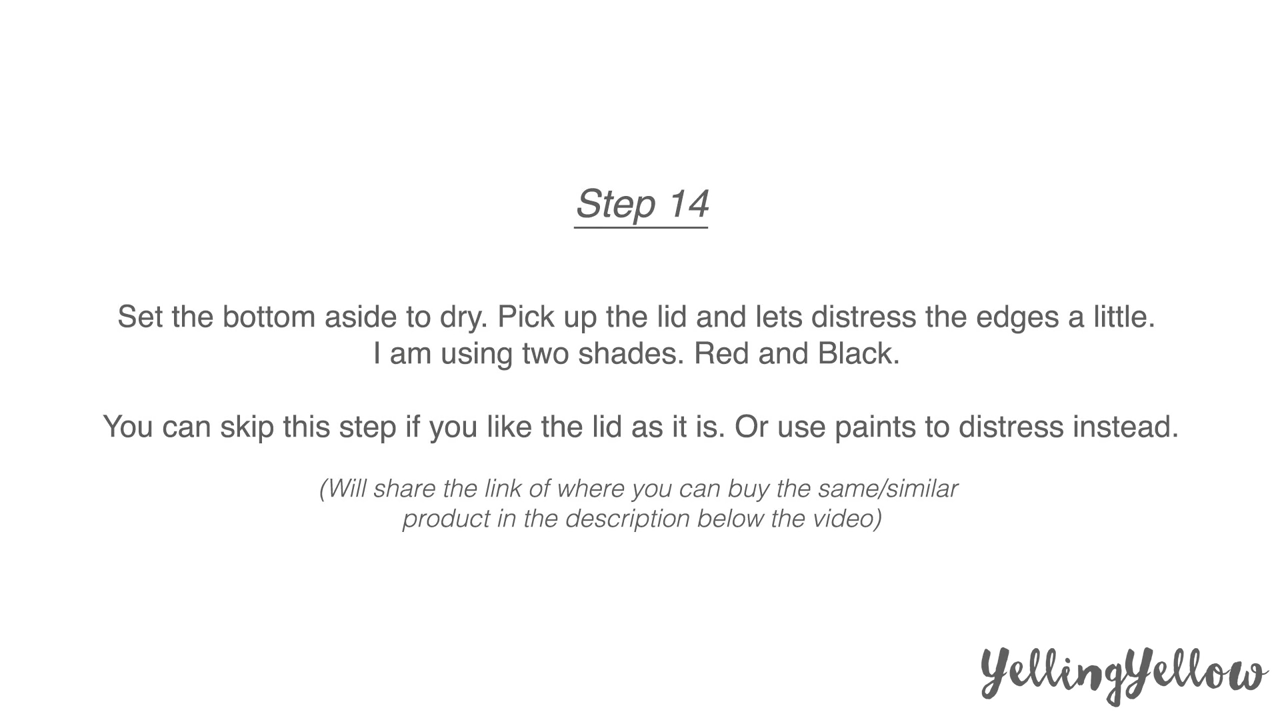 Step 14
Set the bottom aside to dry. Pick up the lid and lets distress the edges a little.
I am using two shades. Red and Black.
You can skip this step if you like the lid as it is. Or use paints to distress instead.
(Will share the link of where you can buy the same/similar
product in the description below the video)
YellingYellow